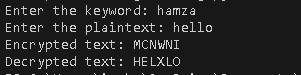 Enter the keyword: hamza
Enter the plaintext: hello
Encrypted text: MCNWNI
Decrypted text: HELXLO